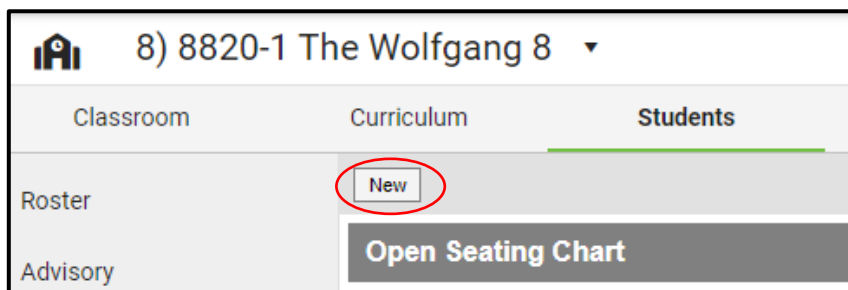 8) 8820-1 The Wolfgang 8
Classroom Curriculum Students
Roster
New
Advisory
Open Seating Chart